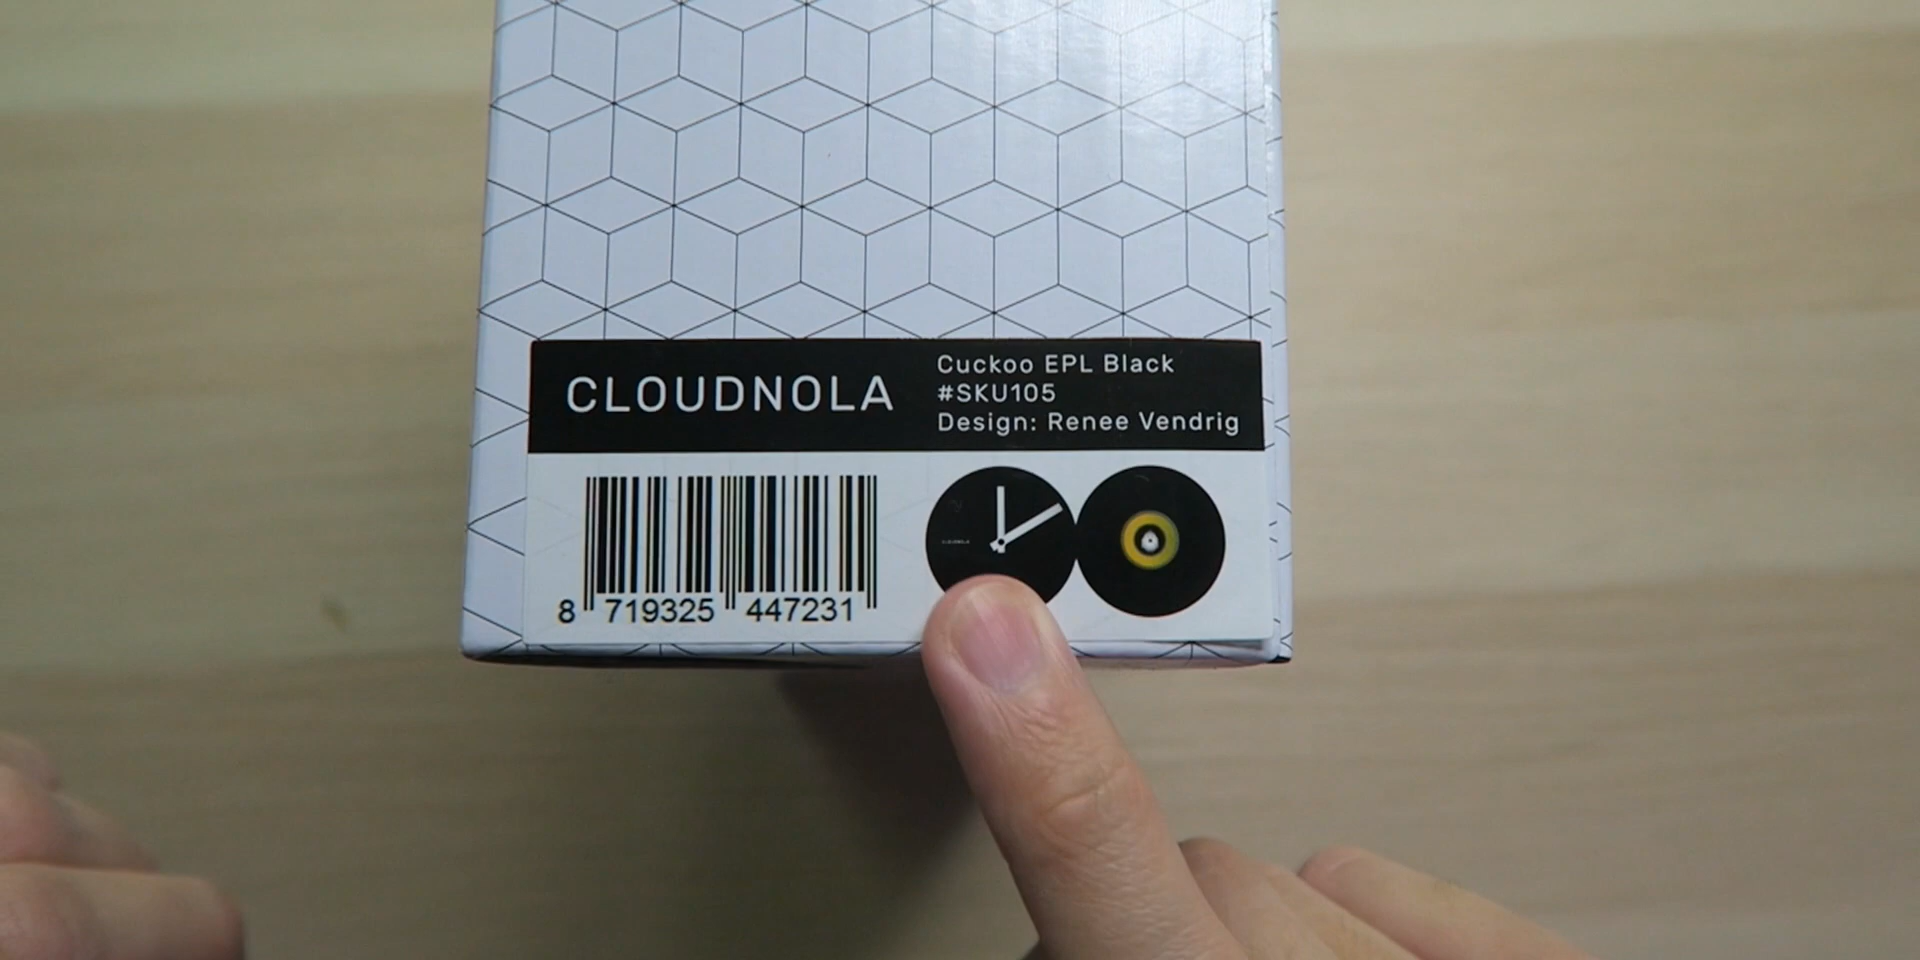 CLOUDNOLA
Cuckoo EPL Black
#SKU105
Design: Renee Vendrig
8 719325 447231